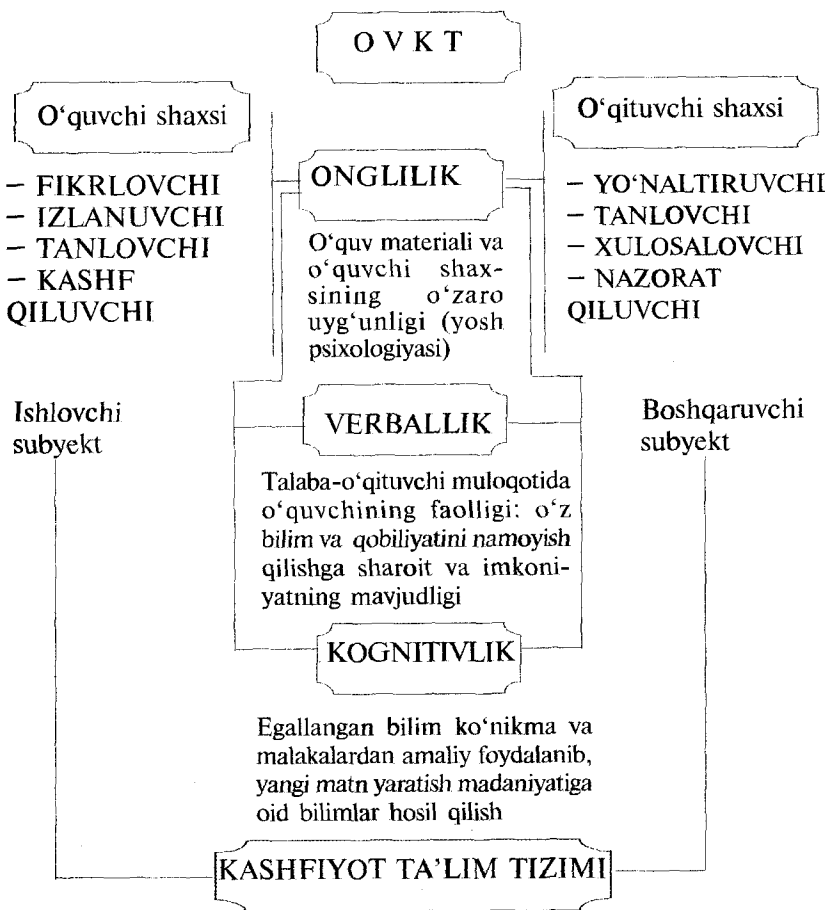 O V K T
O‘quvchi shaxsi
– FIKRLOVCHI
– IZLANUVCHI
– TANLOVCHI
– KASHF
QILUVCHI
O‘qituvchi shaxsi
– YO‘NALTIRUVCHI
– TANLOVCHI
– XULOSALOVCHI
– NAZORAT
QILUVCHI
ONGLILIK
O‘quv materiali va
o‘quvchi shax-
sining o‘zaro
uyg‘unligi (yosh
psixologiyasi)
Ishlovchi
subyekt
Boshqaruvchi
subyekt
VERBALLIK
Talaba-o‘qituvchi muloqotida
o‘quvchining faolligi: o‘z
bilim va qobiliyatini namoyish
qilishga sharoit va imkoni-
yatning mavjudligi
KOGNITIVLIK
Egallangan bilim ko‘nikma va
malakalardan amaliy foydalanib,
yangi matn yaratish madaniyatiga
oid bilimlar hosil qilish
KASHFIYOT TA’LIM TIZIMI